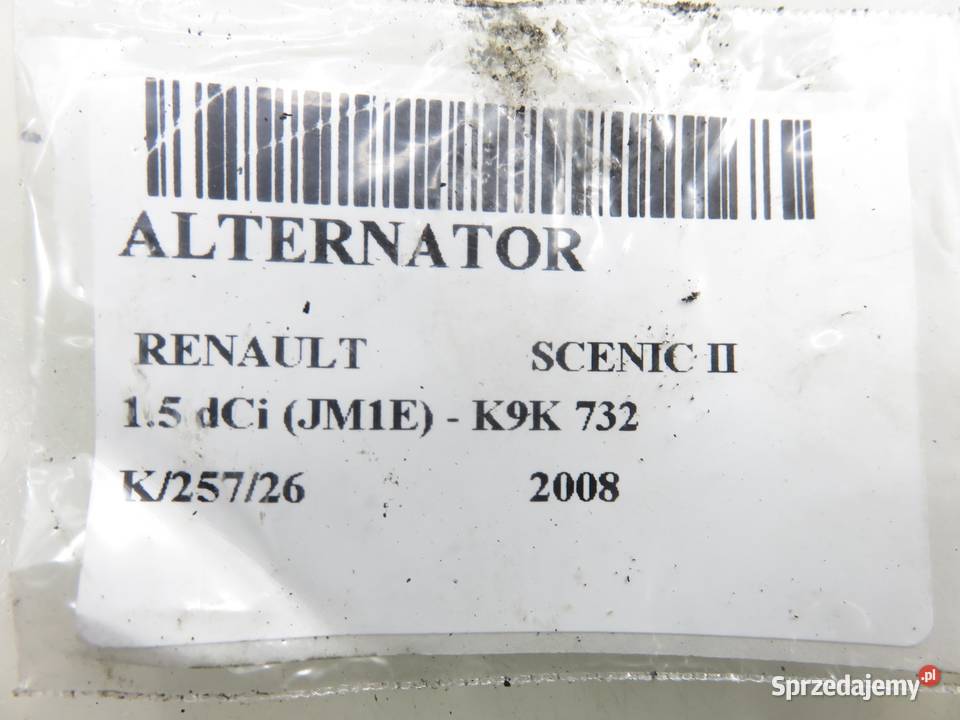 ALTERNATOR
RENAULT SCENIC II
1.5 dCi (JM1E) - K9K 732
K/257/26 2008
Sprzedajemy.pl